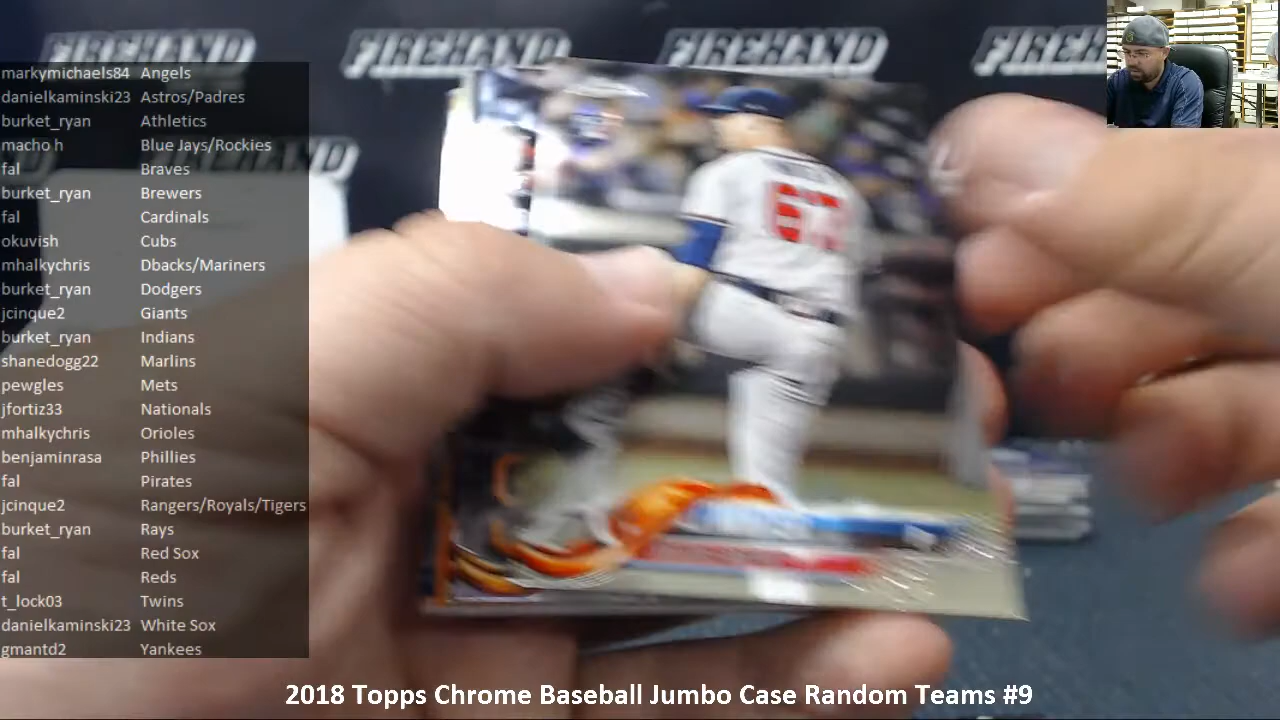 FIREHAND FIREHAND FIREHAND FIREH
markymichaels84 Angels
danielkaminski23 Astros/Padres
burket_ryan Athletics
macho h Blue Jays/Rockies
fal Braves
burket_ryan Brewers
fal Cardinals
okuvish Cubs
mhalkychris Dbacks/Mariners
burket_ryan Dodgers
jcinque2 Giants
burket_ryan Indians
shanedogg22 Marlins
pewgles Mets
jfortiz33 Nationals
mhalkychris Orioles
benjaminrasa Phillies
fal Pirates
jcinque2 Rangers/Royals/Tigers
burket_ryan Rays
fal Red Sox
fal Reds
t_lock03 Twins
danielkaminski23 White Sox
gmantd2 Yankees
63
2018 Topps Chrome Baseball Jumbo Case Random Teams #9